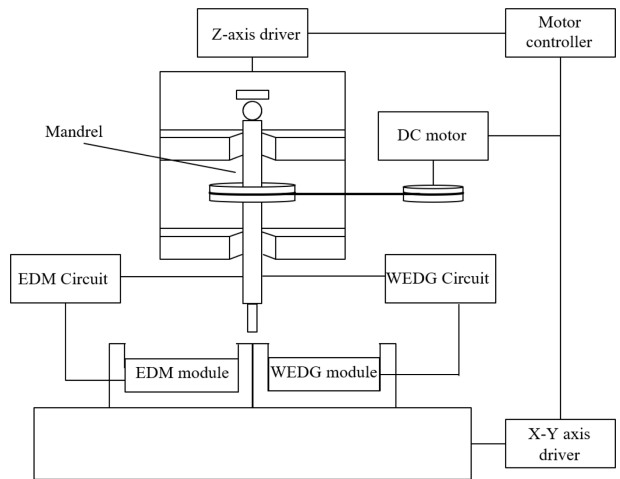 Z-axis driver
Motor
controller
Mandrel
DC motor
EDM Circuit
WEDG Circuit
EDM module
WEDG module
X-Y axis
driver